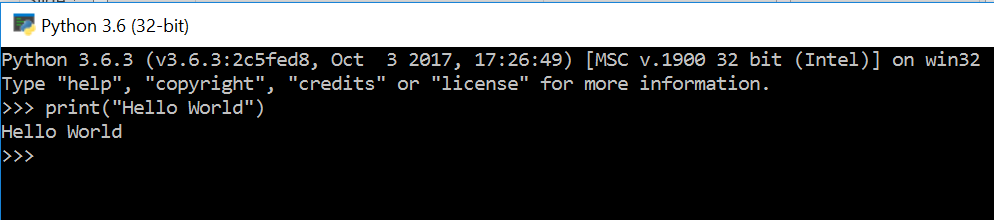 Python 3.6 (32-bit)
Python 3.6.3 (v3.6.3:2c5fed8, Oct  3 2017, 17:26:49) [MSC v.1900 32 bit (Intel)] on win32
Type "help", "copyright", "credits" or "license" for more information.
>>> print("Hello World")
Hello World
>>>